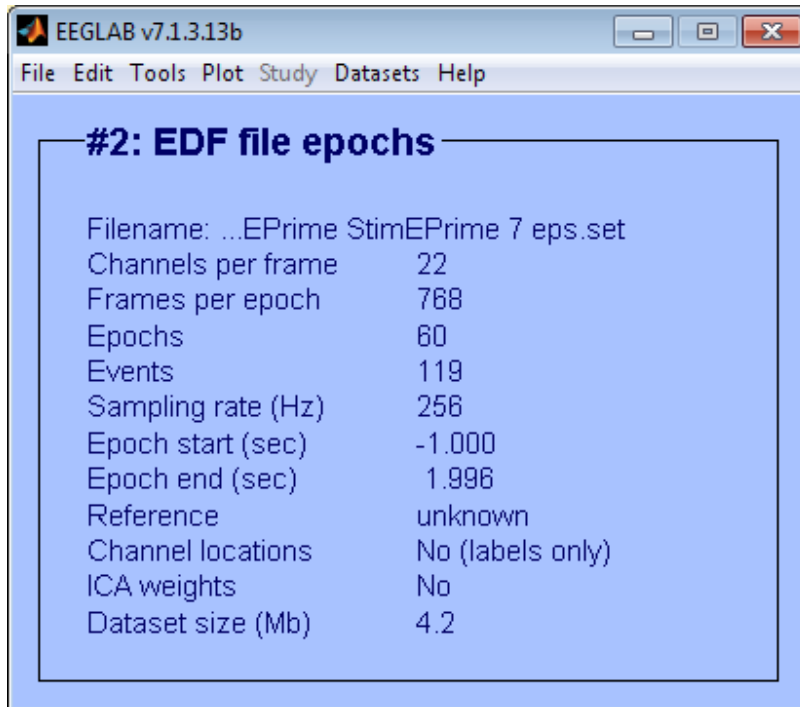 EEGLAB v7.1.3.13b
File Edit Tools Plot Study Datasets Help
#2: EDF file epochs
Filename: ...EPrime StimEPrime 7 eps.set
Channels per frame 22
Frames per epoch 768
Epochs 60
Events 119
Sampling rate (Hz) 256
Epoch start (sec) -1.000
Epoch end (sec) 1.996
Reference unknown
Channel locations No (labels only)
ICA weights No
Dataset size (Mb) 4.2